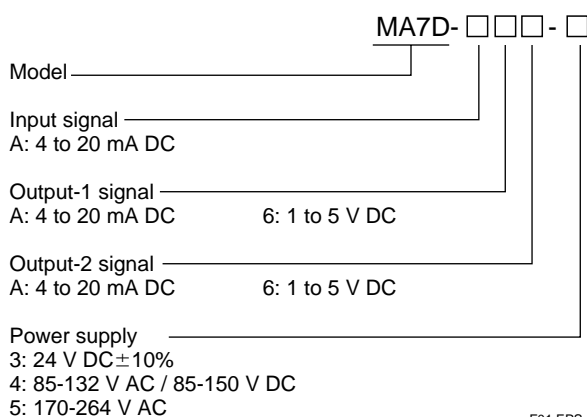 MA7D-□□□-□
Model
Input signal
A: 4 to 20 mA DC
Output-1 signal
A: 4 to 20 mA DC 6: 1 to 5 V DC
Output-2 signal
A: 4 to 20 mA DC 6: 1 to 5 V DC
Power supply
3: 24 V DC±10%
4: 85-132 V AC / 85-150 V DC
5: 170-264 V AC